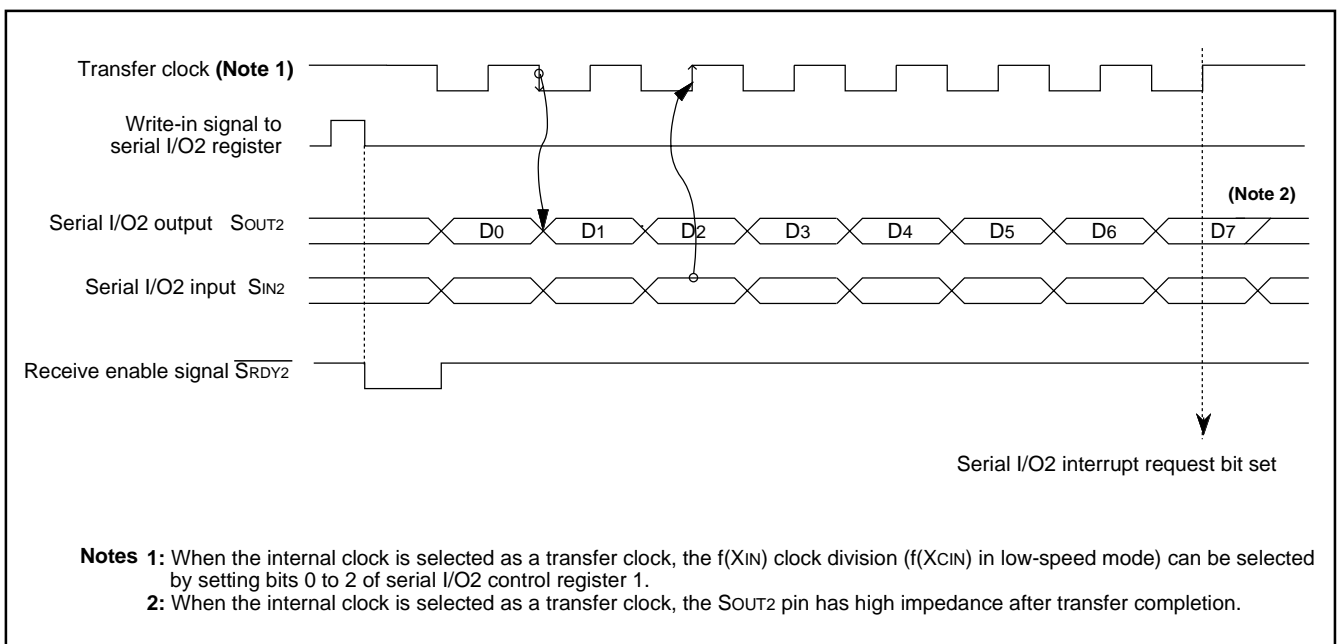 Transfer clock (Note 1)
Write-in signal to
serial I/O2 register
(Note 2)
Serial I/O2 output SOUT2
D0 D1 D2 D3 D4 D5 D6 D7
Serial I/O2 input SIN2
Receive enable signal SRDY2
Serial I/O2 interrupt request bit set
Notes 1: When the internal clock is selected as a transfer clock, the f(XIN) clock division (f(XCIN) in low-speed mode) can be selected
by setting bits 0 to 2 of serial I/O2 control register 1.
2: When the internal clock is selected as a transfer clock, the SOUT2 pin has high impedance after transfer completion.